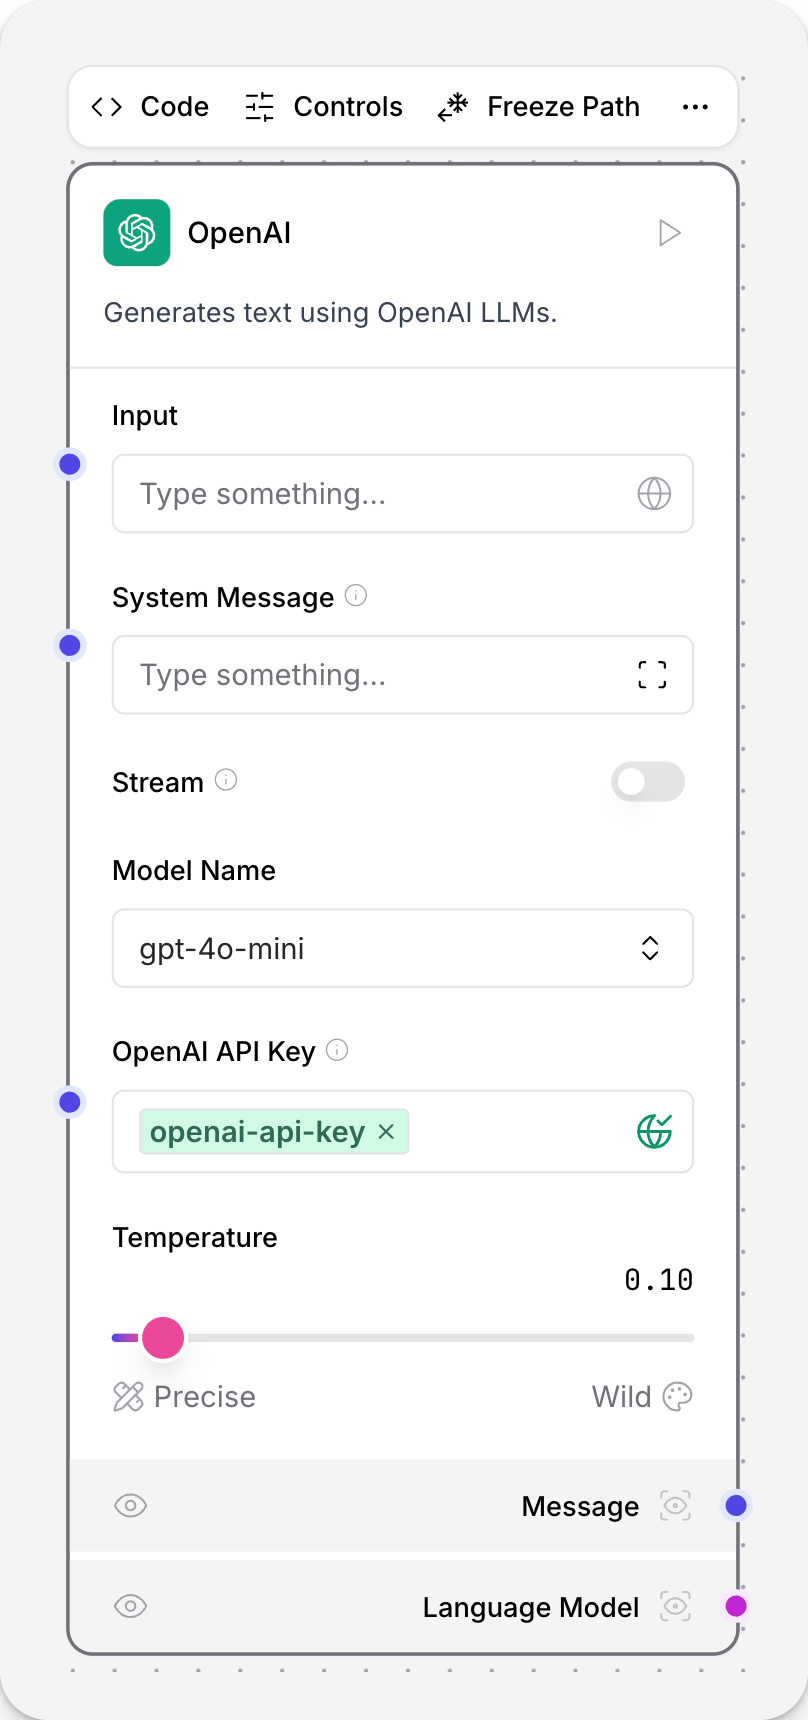 Code Controls Freeze Path
OpenAI
Generates text using OpenAI LLMs.
Input
Type something...
System Message
Type something...
Stream
Model Name
gpt-4o-mini
OpenAI API Key
openai-api-key
Temperature
0.10
Precise Wild
Message
Language Model